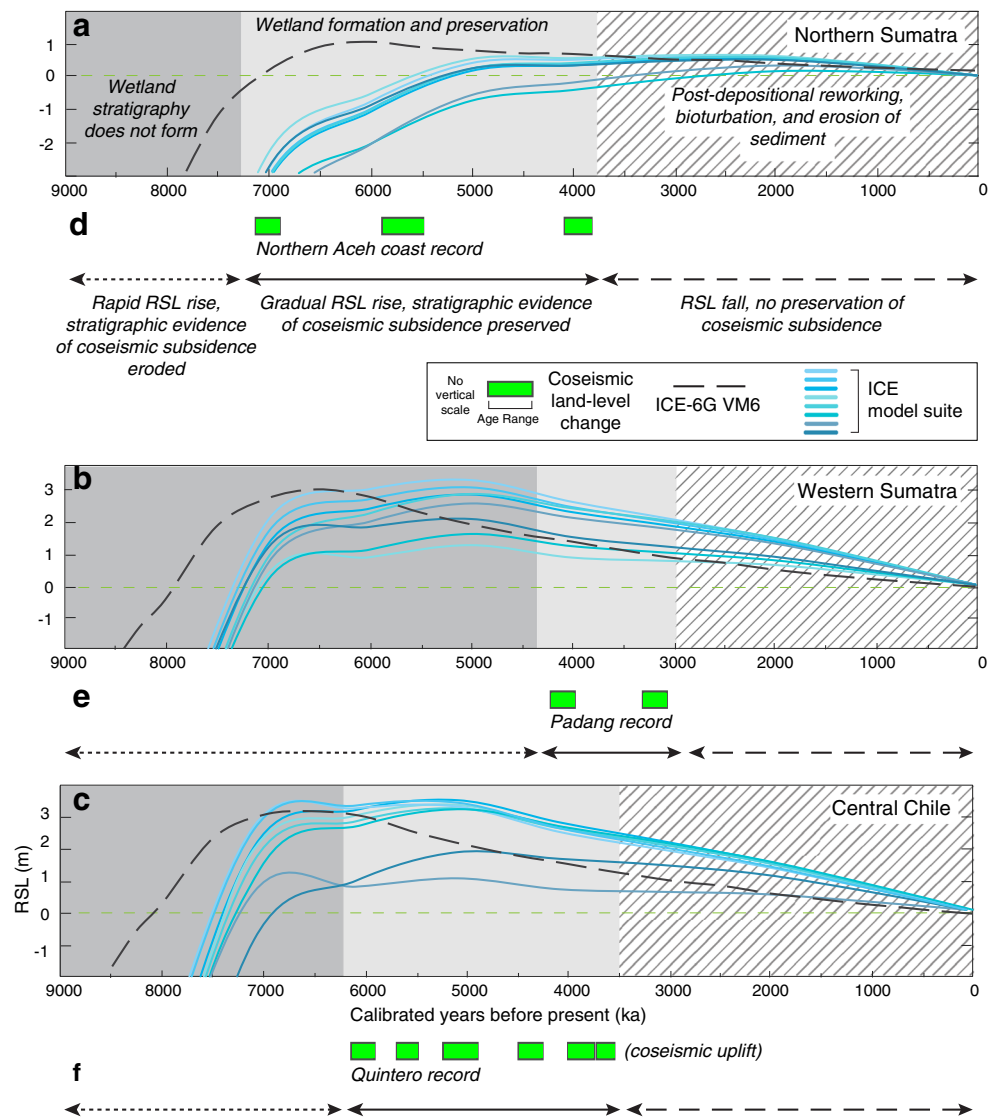 a
Wetland formation and preservation
Northern Sumatra
1
0
-1
-2
Wetland
stratigraphy
does not form
Post-depositional reworking,
bioturbation, and erosion of
sediment
9000 8000 7000 6000 5000 4000 3000 2000 1000 0
d
Northern Aceh coast record
Rapid RSL rise,
stratigraphic evidence
of coseismic subsidence
eroded
Gradual RSL rise, stratigraphic evidence
of coseismic subsidence preserved
RSL fall, no preservation of
coseismic subsidence
No
vertical
scale
Age Range
Coseismic
land-level
change
ICE-6G VM6
ICE
model suite
b
Western Sumatra
3
2
1
0
-1
9000 8000 7000 6000 5000 4000 3000 2000 1000 0
e
Padang record
c
Central Chile
RSL (m)
3
2
1
0
-1
9000 8000 7000 6000 5000 4000 3000 2000 1000 0
Calibrated years before present (ka)
(coseismic uplift)
Quintero record
f